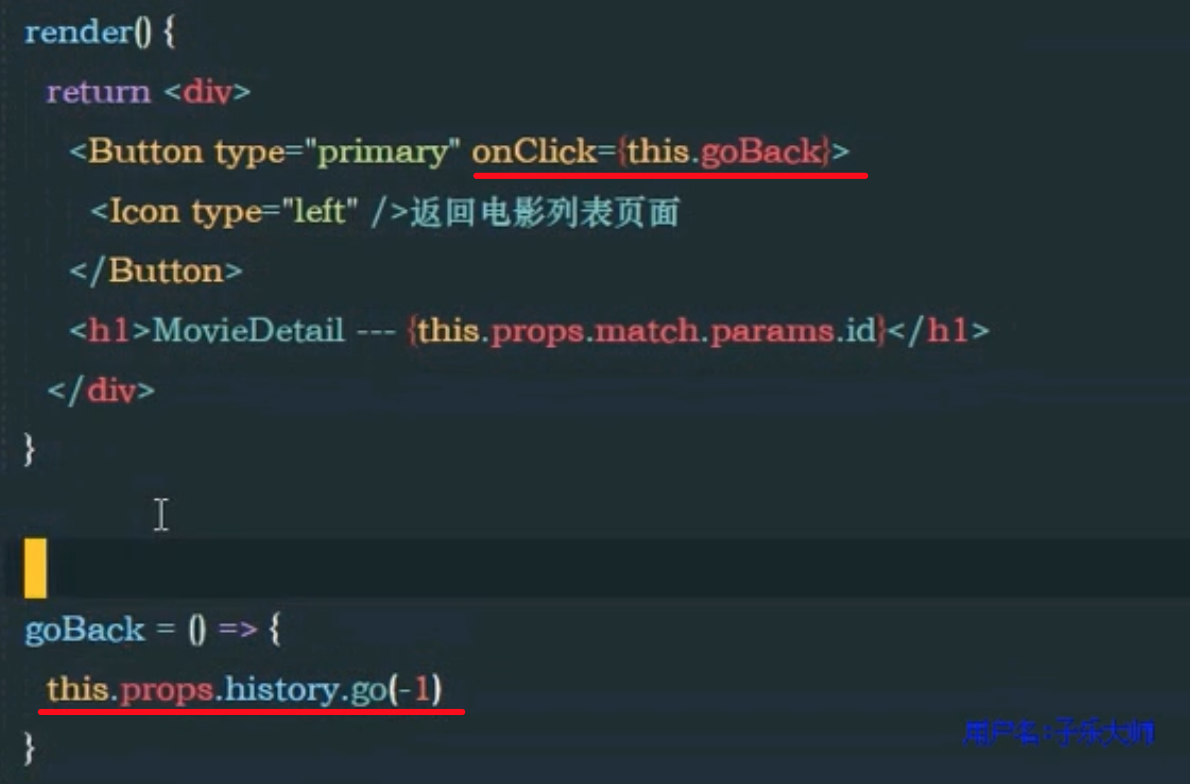 render() {
return <div>
<Button type="primary" onClick={this.goBack}>
<Icon type="left" />返回电影列表页面
</Button>
<h1>MovieDetail --- {this.props.match.params.id}</h1>
</div>
}
goBack = () => {
this.props.history.go(-1)
}
用户名:子乐大师